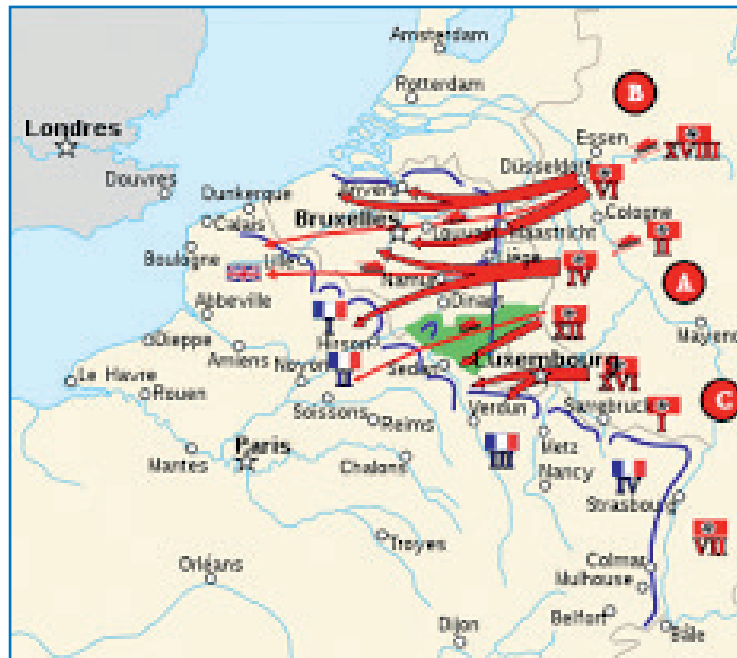 Amsterdam
Rotterdam
B
Londres
Essen
XVIII
Douvres
Düsseldorf
VI
Dunkerque
Anvers
Calais
Bruxelles
Louvain
Maastricht
Cologne
II
Boulogne
Lille
Liège
IV
Namur
A
Abbeville
Dinant
I
XII
Dieppe
Hirson
Mayence
Amiens
Noyon
II
Sedan
Luxembourg
XVI
Le Havre
Rouen
Soissons
Verdun
Sarrebruck
I
C
Reims
III
Metz
Mantes
Paris
Chalons
Nancy
IV
Strasbourg
Troyes
VII
Orléans
Colmar
Mulhouse
Belfort
Dijon
Bâle